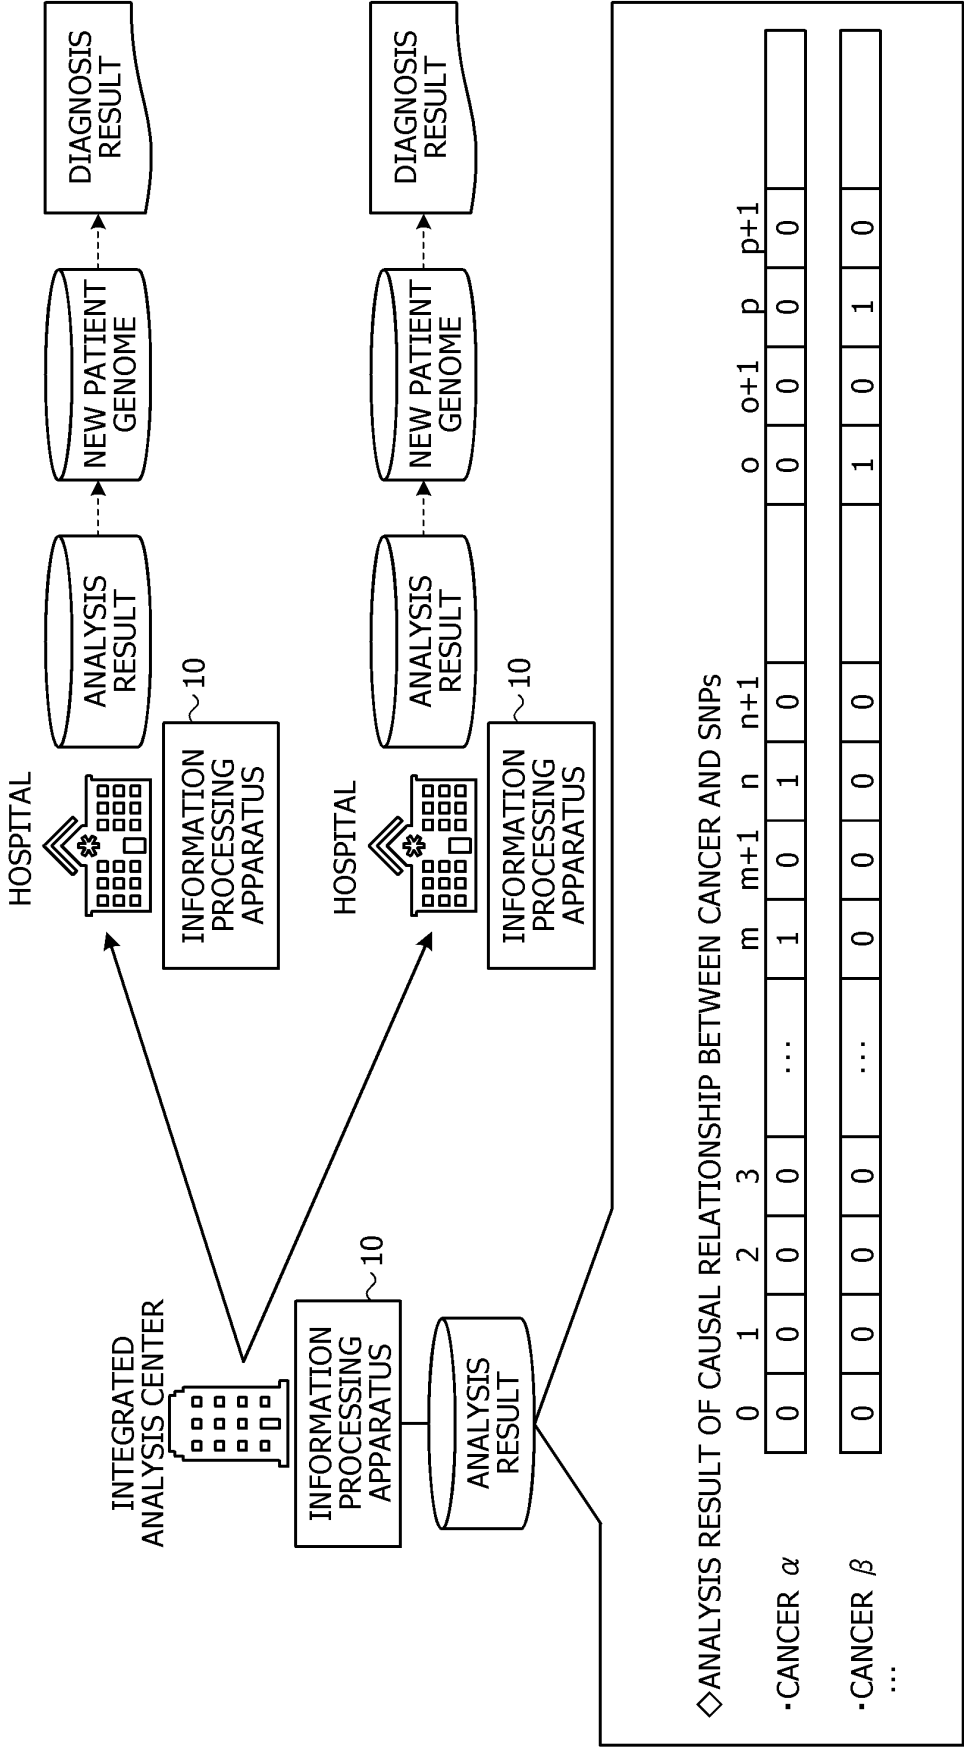 INTEGRATED
ANALYSIS CENTER
INFORMATION
PROCESSING
APPARATUS
10
ANALYSIS
RESULT
HOSPITAL
INFORMATION
PROCESSING
APPARATUS
10
ANALYSIS
RESULT
NEW PATIENT
GENOME
DIAGNOSIS
RESULT
HOSPITAL
INFORMATION
PROCESSING
APPARATUS
10
ANALYSIS
RESULT
NEW PATIENT
GENOME
DIAGNOSIS
RESULT
◇ANALYSIS RESULT OF CAUSAL RELATIONSHIP BETWEEN CANCER AND SNPs
0 1 2 3 m m+1 n n+1 o o+1 p p+1
·CANCER α 0 0 0 0 ··· 1 0 1 0 0 0 0 0
·CANCER β 0 0 0 0 ··· 0 0 0 0 1 0 1 0
···